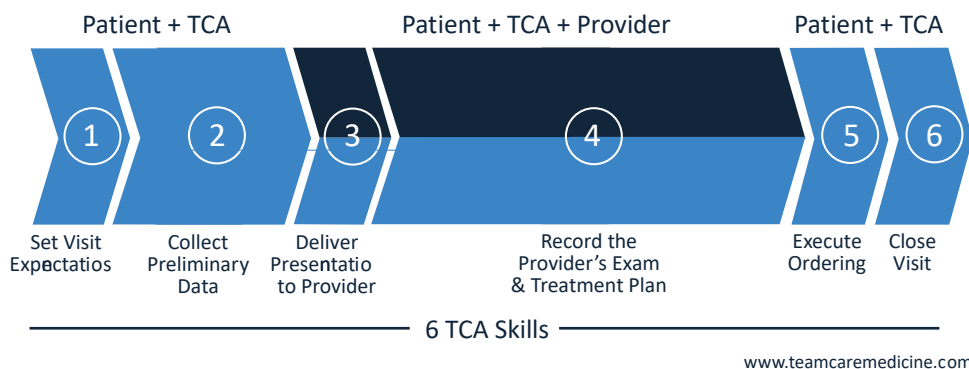 Patient + TCA
Patient + TCA + Provider
Patient + TCA
1
2
3
4
5
6
Set Visit
Expectatios
Collect
Preliminary
Data
Deliver
Presentatio
to Provider
Record the
Provider’s Exam
& Treatment Plan
Execute
Ordering
Close
Visit
6 TCA Skills
www.teamcaremedicine.com